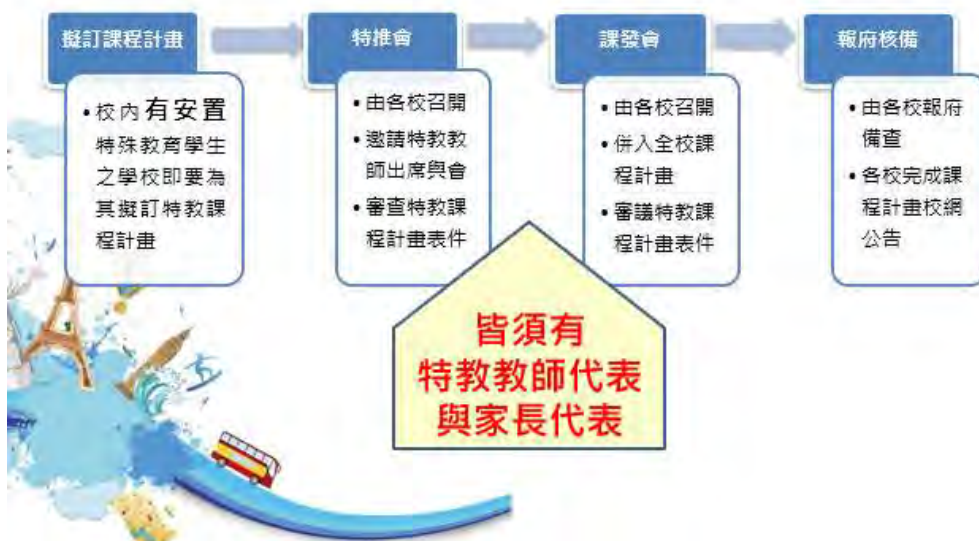 擬訂課程計畫
•校內有安置
特殊教育學生
之學校即要為
其擬訂特教課
程計畫
特推會
•由各校召開
•邀請特教教
師出席與會
•審查特教課
程計畫表件
課發會
•由各校召開
•併入全校課
程計畫
•審議特教課
程計畫表件
報府核備
•由各校報府
備查
•各校完成課
程計畫校網
公告
皆須有
特教教師代表
與家長代表